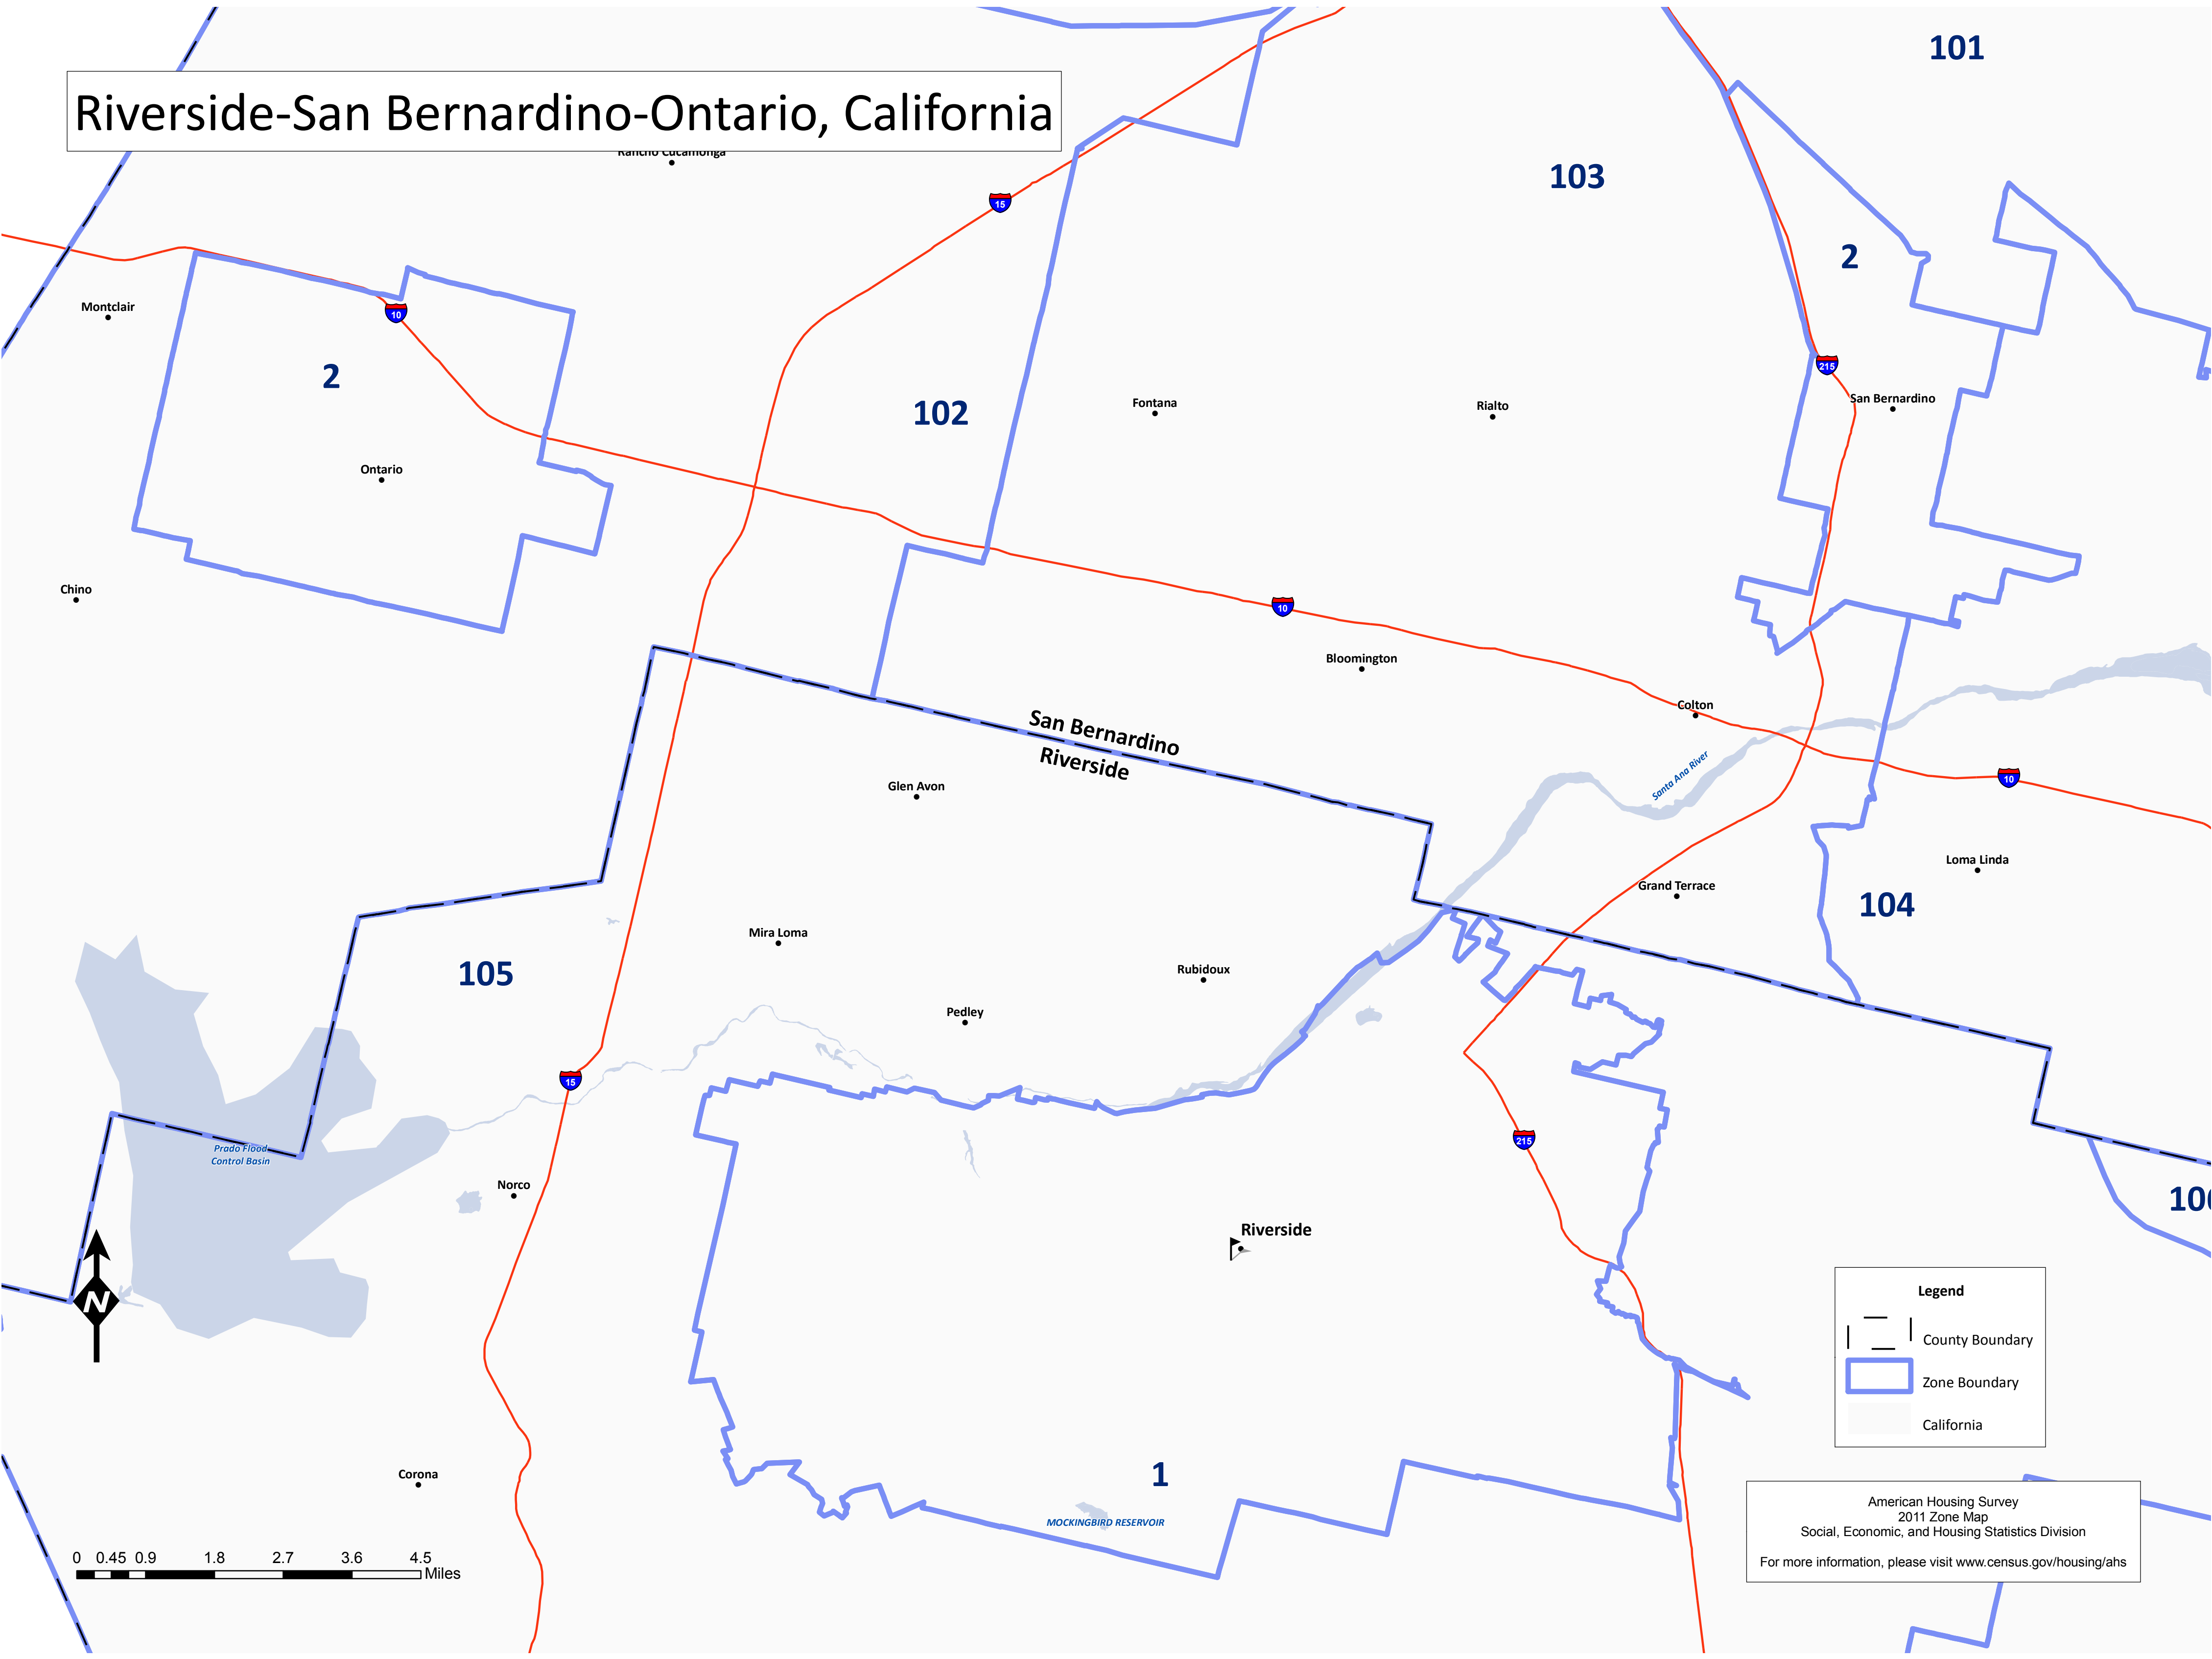 101
Riverside-San Bernardino-Ontario, California
Rancho Cucamonga
103
15
2
Montclair
10
215
2
San Bernardino
102
Fontana
Rialto
Ontario
Chino
10
Bloomington
Colton
San Bernardino
Riverside
Santa Ana River
10
Glen Avon
Loma Linda
Grand Terrace
104
Mira Loma
105
Rubidoux
Pedley
15
215
Prado Flood
Control Basin
Norco
Riverside
N
Legend
County Boundary
Zone Boundary
California
Corona
1
MOCKINGBIRD RESERVOIR
American Housing Survey
2011 Zone Map
Social, Economic, and Housing Statistics Division
For more information, please visit www.census.gov/housing/ahs
0 0.45 0.9 1.8 2.7 3.6 4.5
Miles